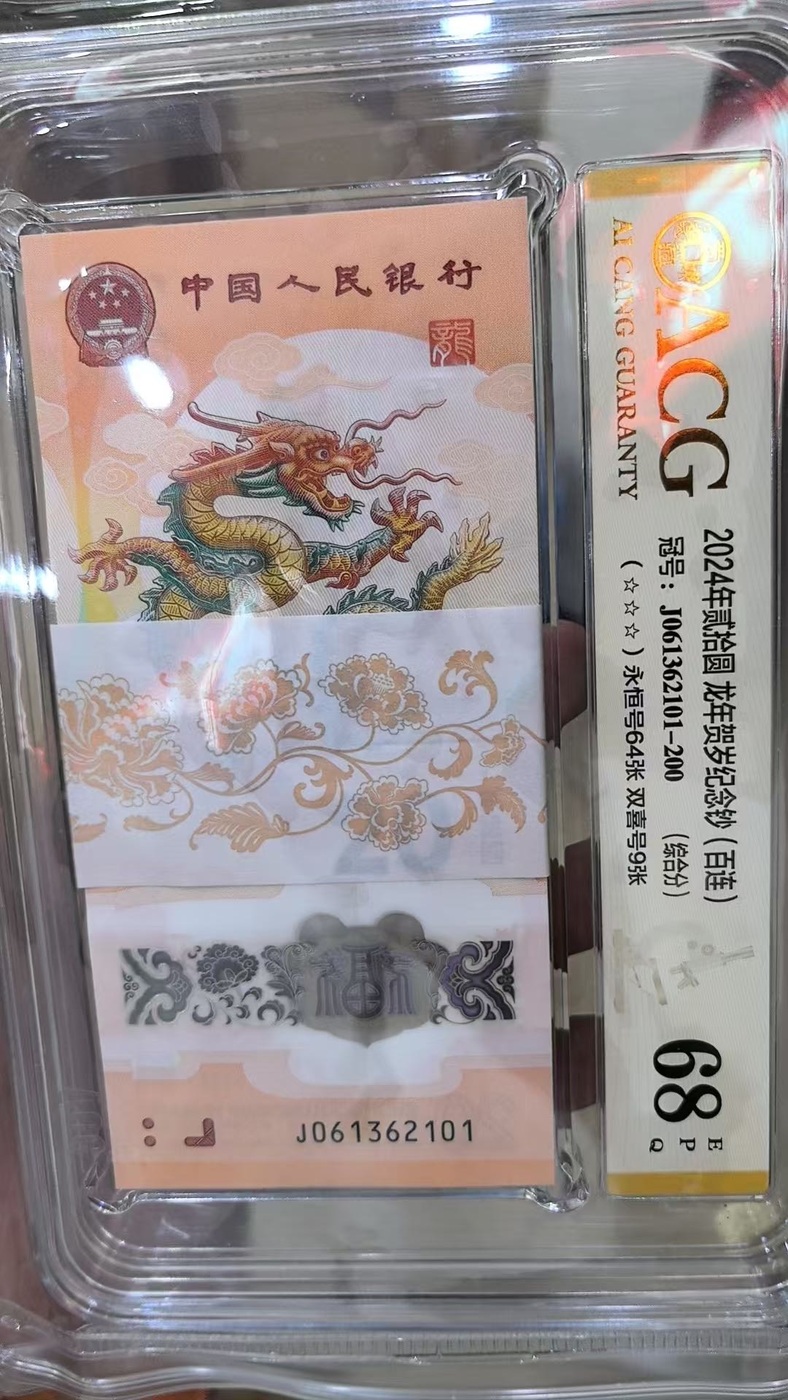 中国人民银行
龍
福
J061362101
ACG
AI CANG GUARANTY
2024年贰拾圆 龙年贺岁纪念钞（百连）
冠号：J061362101-200 （综合分）
（☆☆☆）永恒号64张 双喜号9张
68
E
P
Q